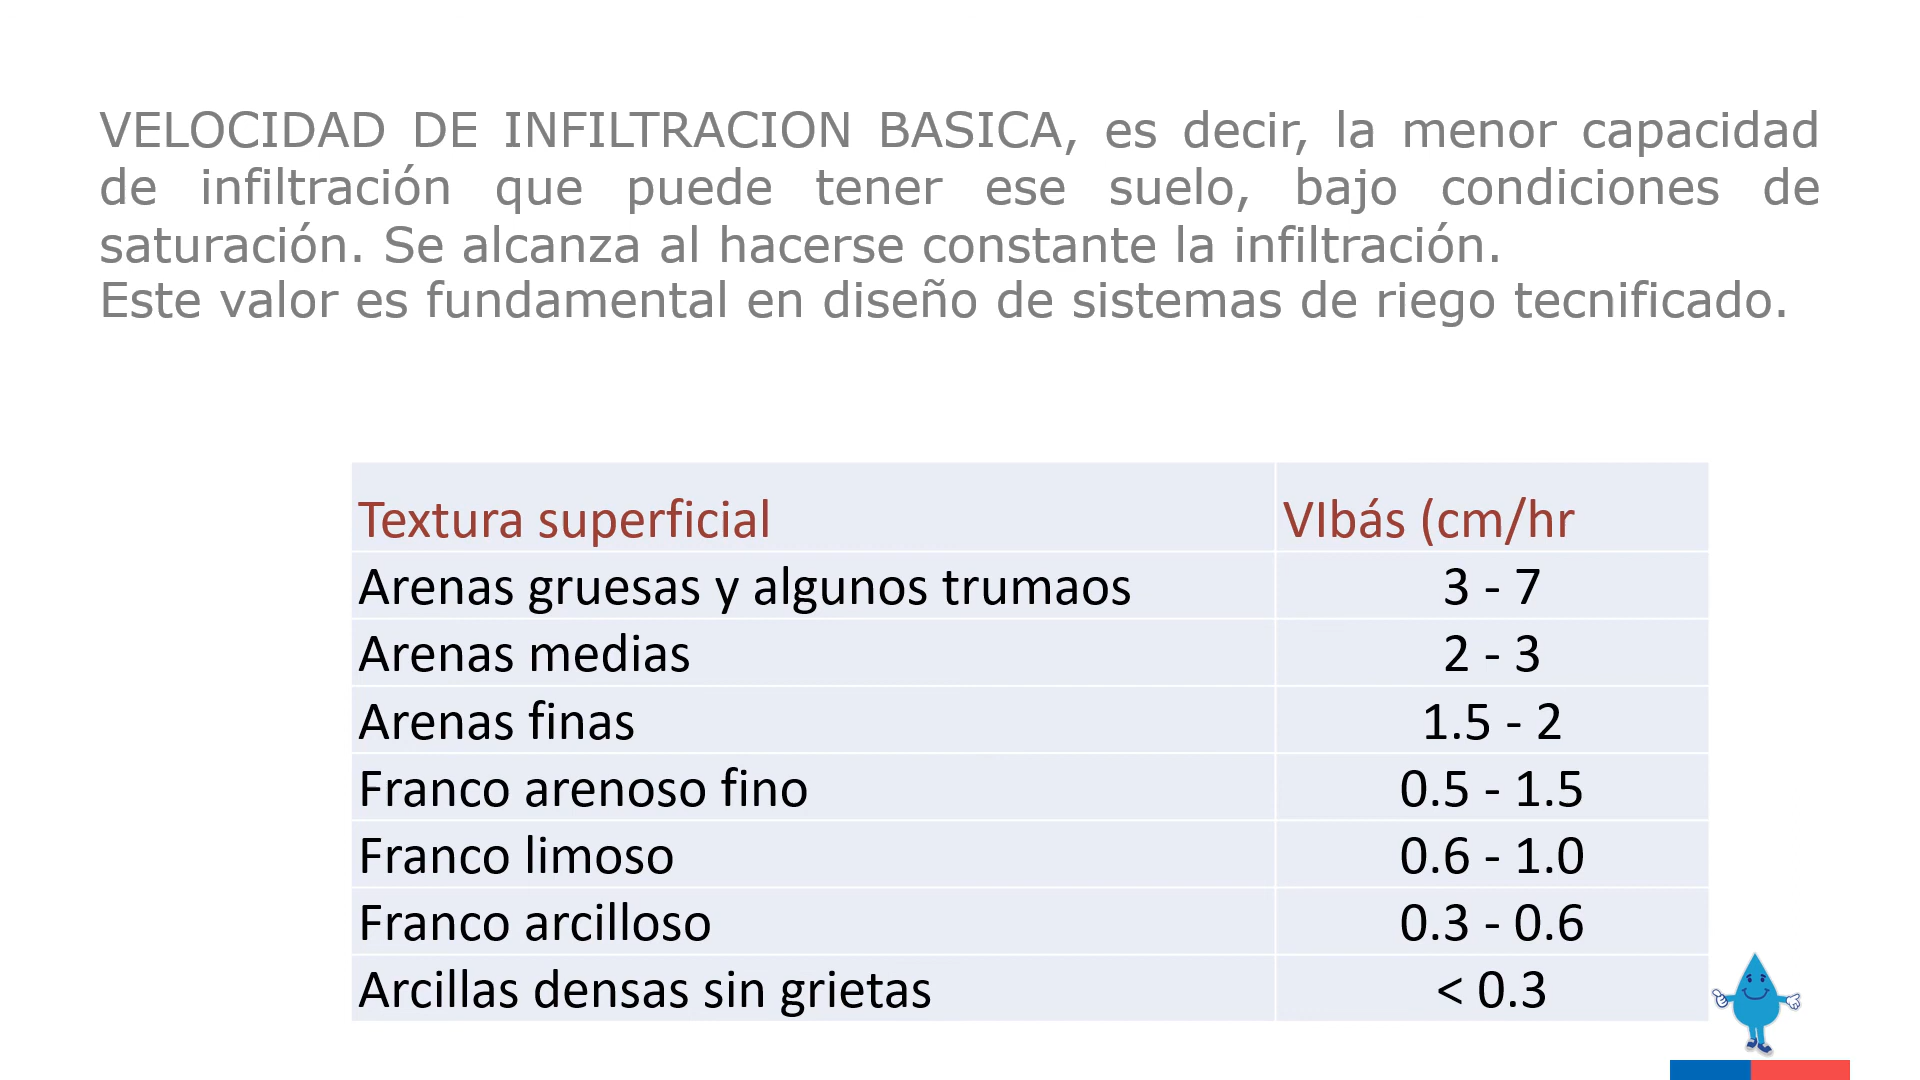 VELOCIDAD DE INFILTRACION BASICA, es decir, la menor capacidad
de infiltración que puede tener ese suelo, bajo condiciones de
saturación. Se alcanza al hacerse constante la infiltración.
Este valor es fundamental en diseño de sistemas de riego tecnificado.
Textura superficial VIbás (cm/hr
Arenas gruesas y algunos trumaos 3 - 7
Arenas medias 2 - 3
Arenas finas 1.5 - 2
Franco arenoso fino 0.5 - 1.5
Franco limoso 0.6 - 1.0
Franco arcilloso 0.3 - 0.6
Arcillas densas sin grietas < 0.3